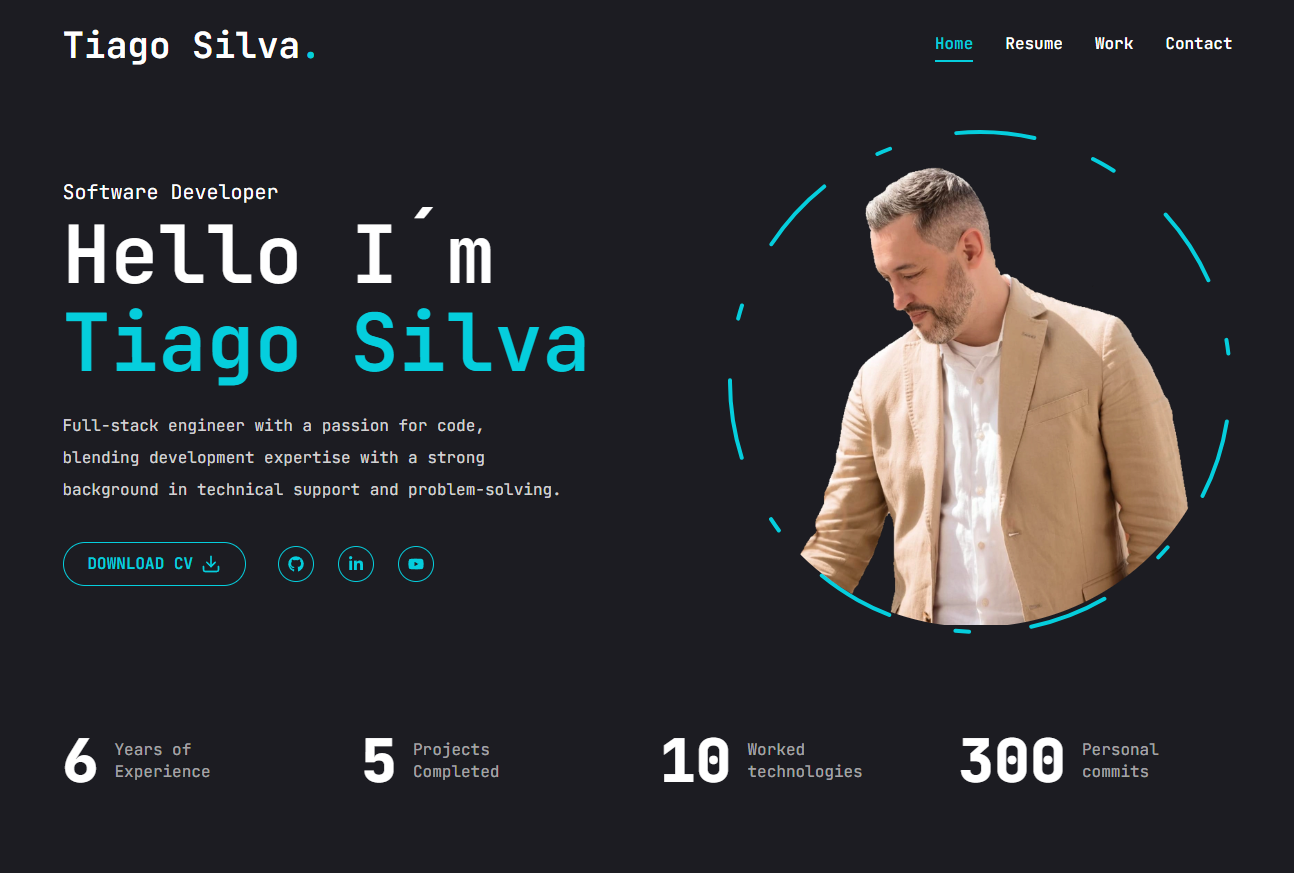 Tiago Silva.
Home Resume Work Contact
Software Developer
Hello I´m
Tiago Silva
Full-stack engineer with a passion for code,
blending development expertise with a strong
background in technical support and problem-solving.
DOWNLOAD CV
in
6 Years of
Experience
5 Projects
Completed
10 Worked
technologies
300 Personal
commits